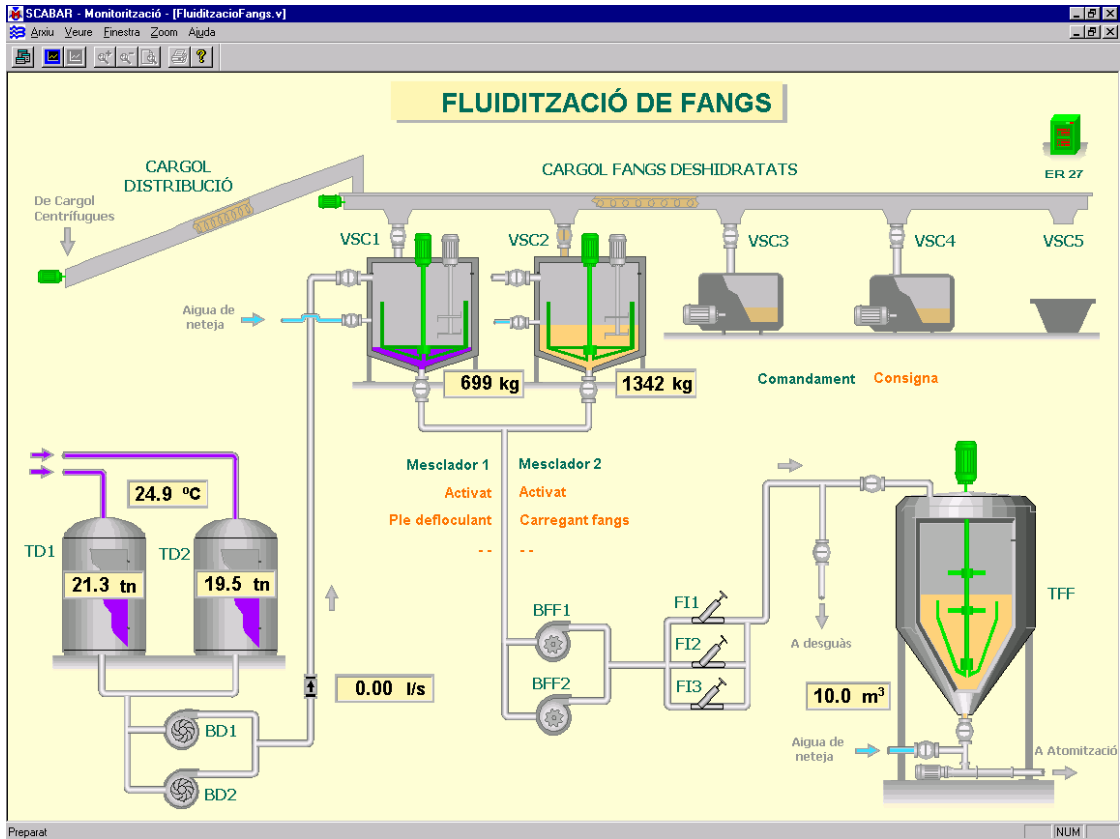 SCABAR - Monitorització - [FluiditzacioFangs.v]
Arxiu Veure Finestra Zoom Ajuda
FLUIDITZACIÓ DE FANGS
CARGOL
DISTRIBUCIÓ
CARGOL FANGS DESHIDRATATS
ER 27
De Cargol
Centrífugues
VSC1
VSC2
VSC3
VSC4
VSC5
Aigua de
neteja
699 kg
1342 kg
Comandament Consigna
Mesclador 1
Activat
Ple defloculant
- -
Mesclador 2
Activat
Carregant fangs
- -
24.9 ºC
TD1
21.3 tn
TD2
19.5 tn
BFF1
BFF2
FI1
FI2
FI3
A desguàs
TFF
0.00 l/s
10.0 m³
BD1
BD2
Aigua de
neteja
A Atomització
Preparat
NUM